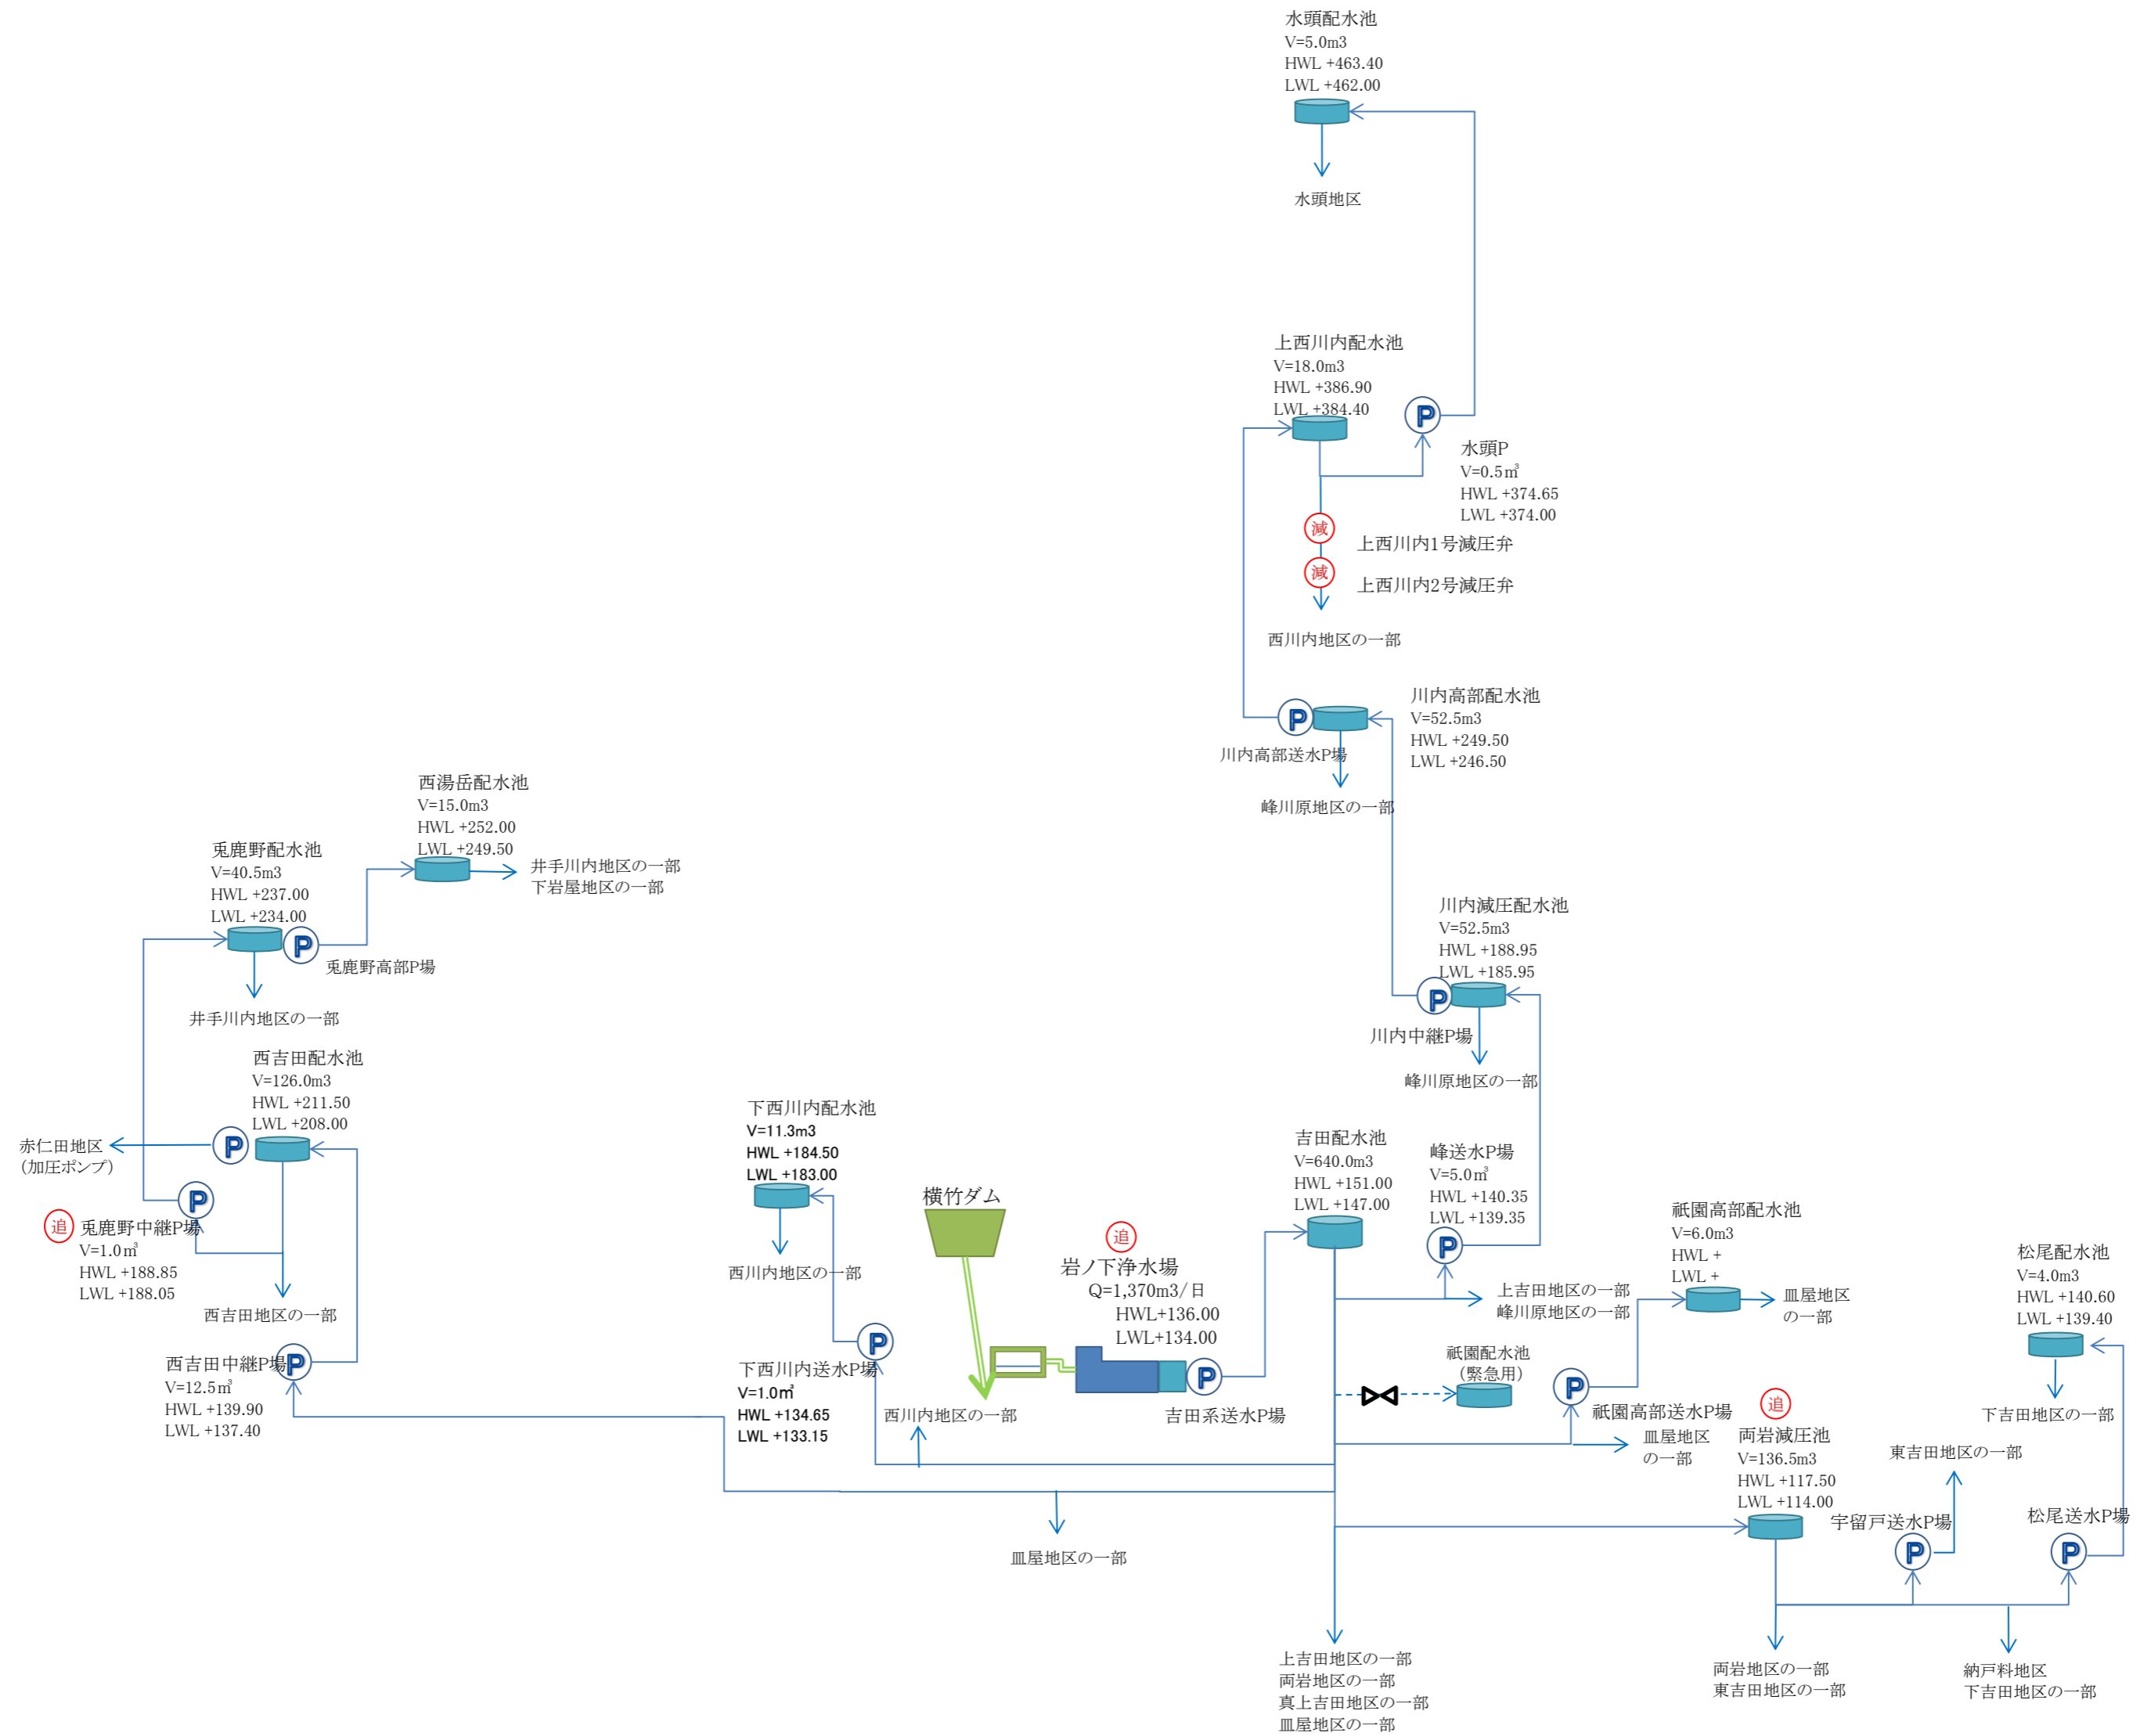 水頭配水池
V=5.0m3
HWL +463.40
LWL +462.00
水頭地区
上西川内配水池
V=18.0m3
HWL +386.90
LWL +384.40
P
水頭P
V=0.5㎥
HWL +374.65
LWL +374.00
減
上西川内1号減圧弁
減
上西川内2号減圧弁
西川内地区の一部
川内高部配水池
V=52.5m3
HWL +249.50
LWL +246.50
P
川内高部送水P場
峰川原地区の一部
西湯岳配水池
V=15.0m3
HWL +252.00
LWL +249.50
井手川内地区の一部
下岩屋地区の一部
兎鹿野配水池
V=40.5m3
HWL +237.00
LWL +234.00
P
兎鹿野高部P場
井手川内地区の一部
川内減圧配水池
V=52.5m3
HWL +188.95
LWL +185.95
P
川内中継P場
峰川原地区の一部
西吉田配水池
V=126.0m3
HWL +211.50
LWL +208.00
P
赤仁田地区
(加圧ポンプ)
P
追
兎鹿野中継P場
V=1.0㎥
HWL +188.85
LWL +188.05
西吉田地区の一部
P
西吉田中継P場
V=12.5㎥
HWL +139.90
LWL +137.40
下西川内配水池
V=11.3m3
HWL +184.50
LWL +183.00
西川内地区の一部
P
下西川内送水P場
V=1.0㎥
HWL +134.65
LWL +133.15
西川内地区の一部
横竹ダム
追
岩ノ下浄水場
Q=1,370m3/日
HWL+136.00
LWL+134.00
P
吉田系送水P場
吉田配水池
V=640.0m3
HWL +151.00
LWL +147.00
峰送水P場
V=5.0㎥
HWL +140.35
LWL +139.35
P
上吉田地区の一部
峰川原地区の一部
祇園配水池
(緊急用)
祇園高部配水池
V=6.0m3
HWL +
LWL +
皿屋地区
の一部
P
祇園高部送水P場
皿屋地区
の一部
追
両岩減圧池
V=136.5m3
HWL +117.50
LWL +114.00
松尾配水池
V=4.0m3
HWL +140.60
LWL +139.40
下吉田地区の一部
東吉田地区の一部
宇留戸送水P場
P
松尾送水P場
P
皿屋地区の一部
上吉田地区の一部
両岩地区の一部
真上吉田地区の一部
皿屋地区の一部
両岩地区の一部
東吉田地区の一部
納戸料地区
下吉田地区の一部